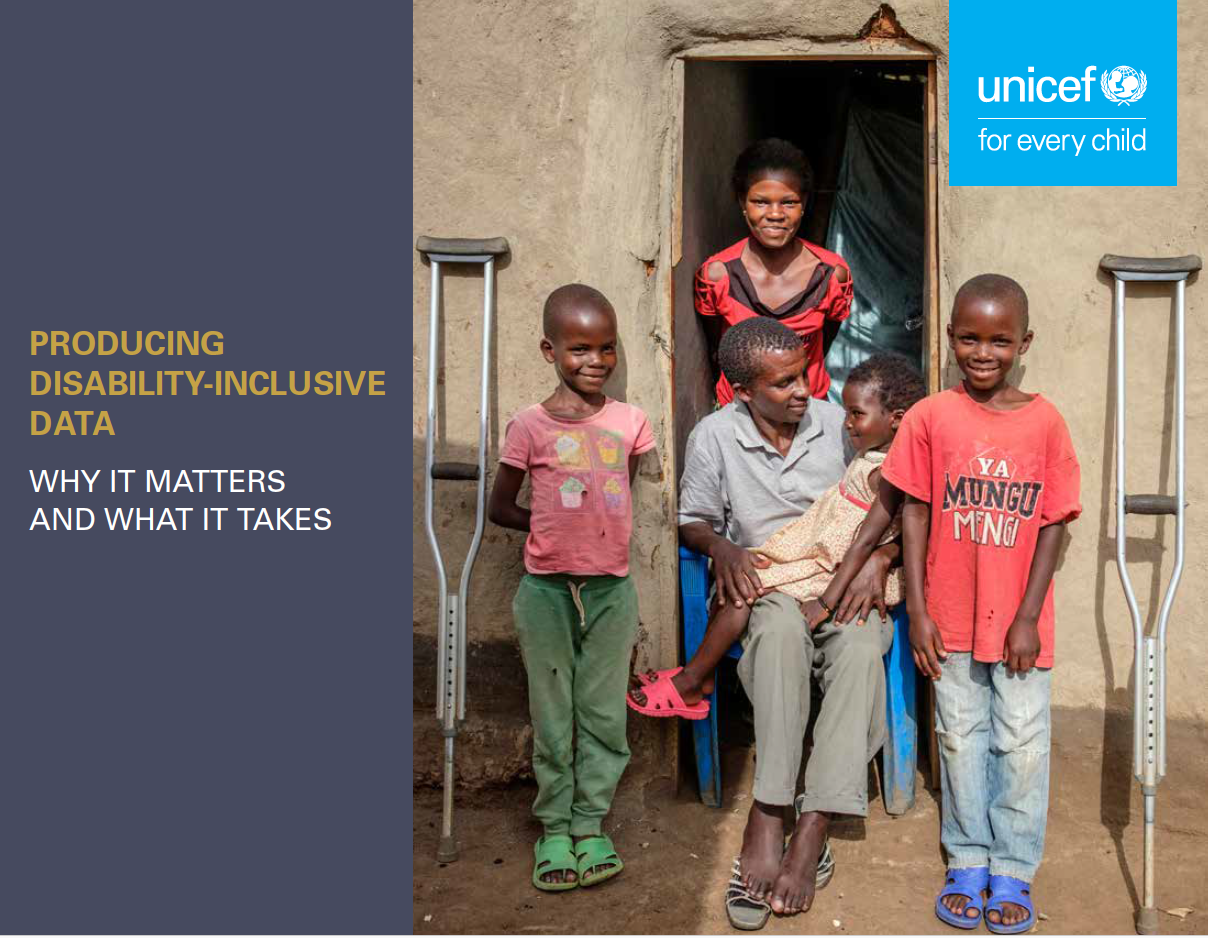 PRODUCING
DISABILITY-INCLUSIVE
DATA
WHY IT MATTERS
AND WHAT IT TAKES
unicef
for every child
YA
MUNGU
MENGI